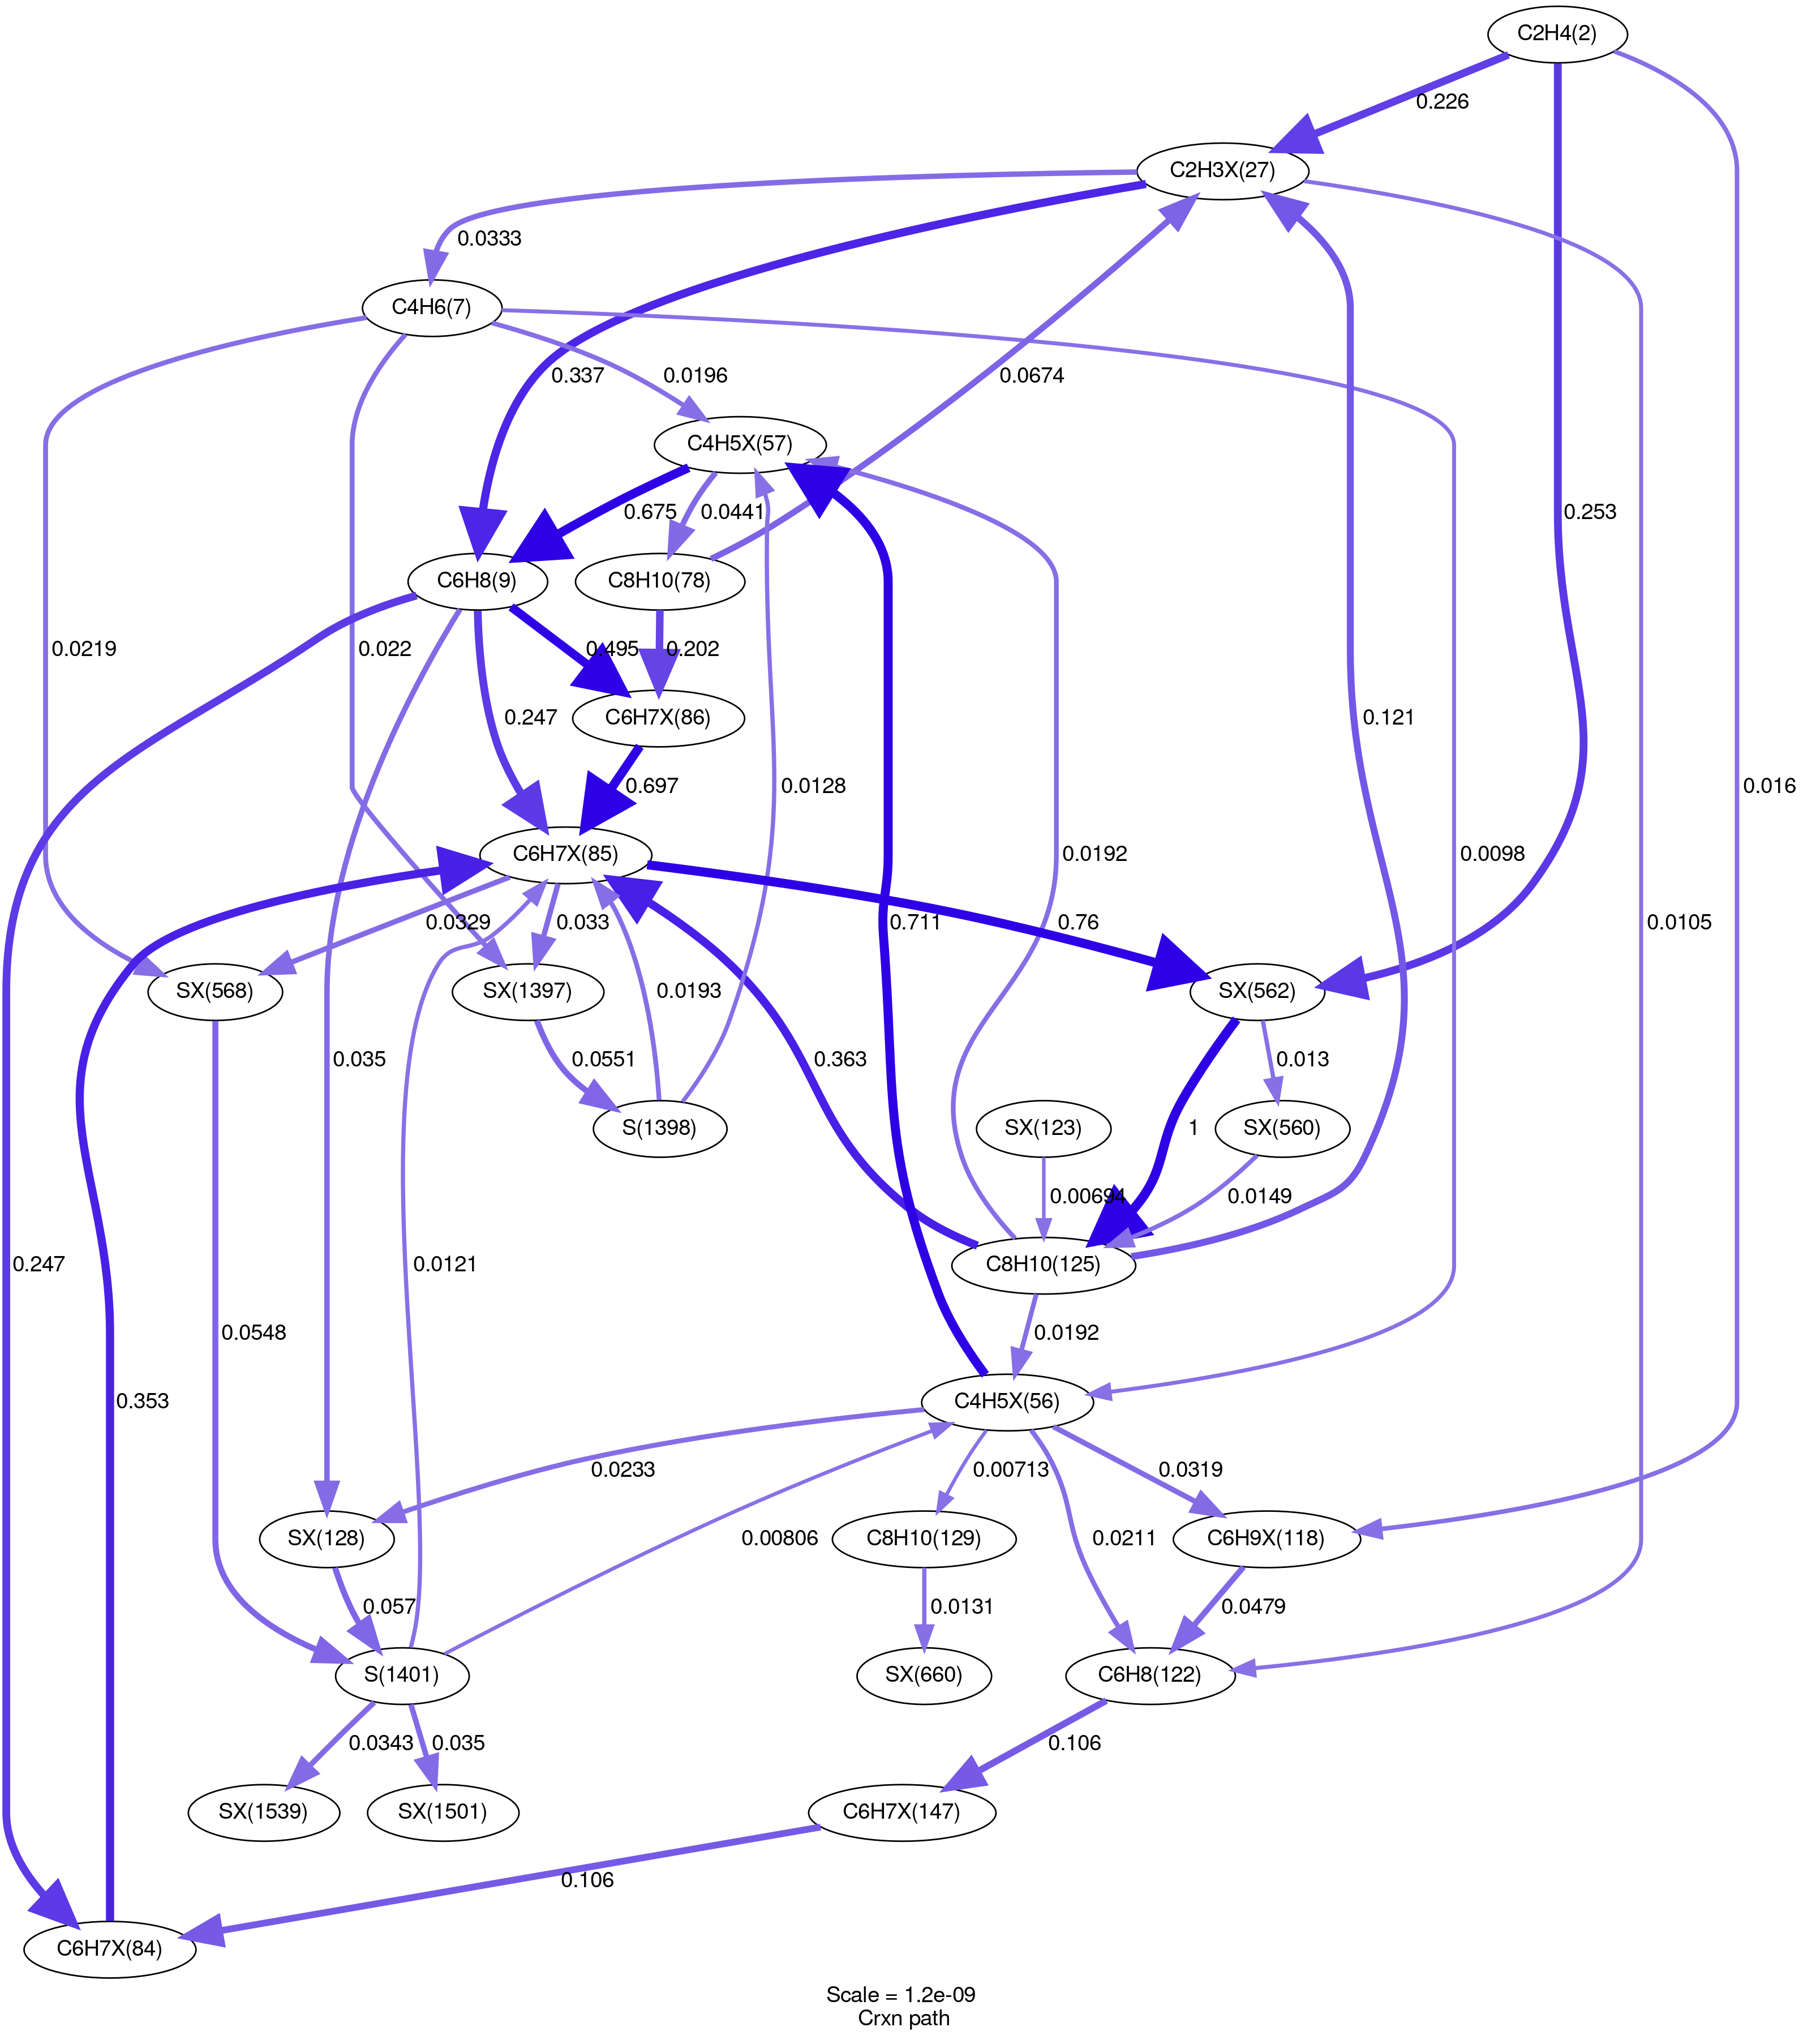 C2H4(2)
0.226
C2H3X(27)
0.0333
C4H6(7)
0.337
0.0196
0.0674
C4H5X(57)
0.675
0.0441
0.253
C6H8(9)
C8H10(78)
0.0219
0.022
0.495
0.202
0.121
C6H7X(86)
0.247
0.697
0.0128
0.016
C6H7X(85)
0.0192
0.0098
0.0329
0.033
0.711
0.76
0.0105
SX(568)
SX(1397)
SX(562)
0.035
0.0551
0.0193
0.363
0.013
S(1398)
SX(123)
SX(560)
1
0.00694
0.0149
0.247
0.0121
C8H10(125)
0.0548
0.0192
0.353
C4H5X(56)
0.0233
0.00713
0.0319
SX(128)
0.00806
C8H10(129)
0.0211
C6H9X(118)
0.057
0.0131
0.0479
S(1401)
SX(660)
C6H8(122)
0.0343
0.035
0.106
SX(1539)
SX(1501)
C6H7X(147)
0.106
C6H7X(84)
Scale = 1.2e-09
Crxn path